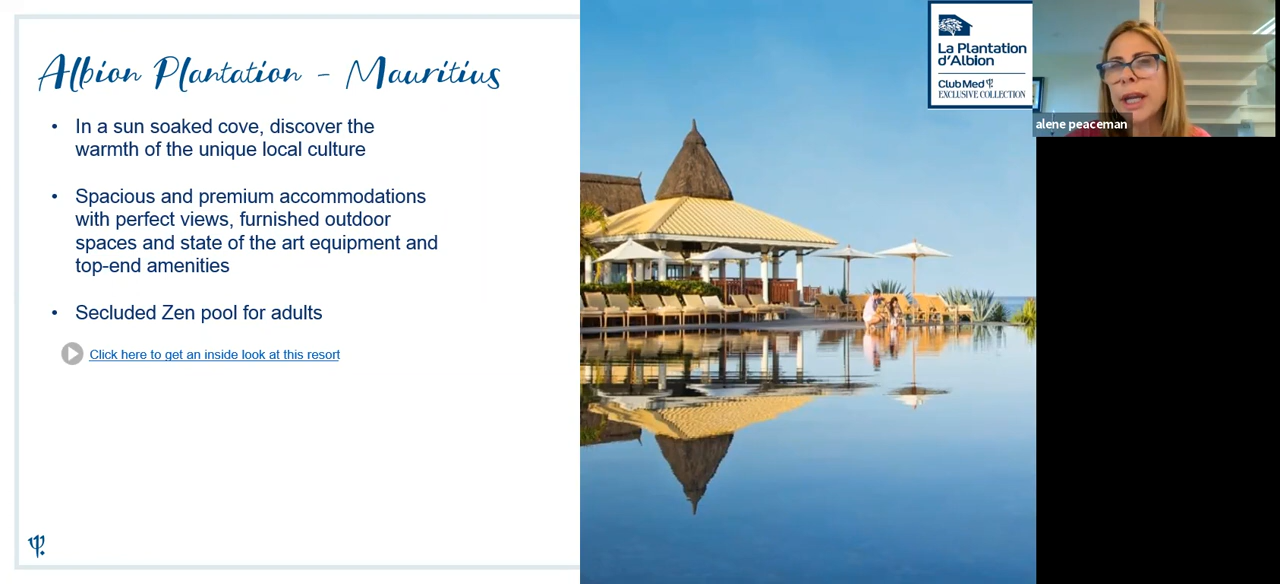 Albion Plantation - Mauritius
• In a sun soaked cove, discover the
warmth of the unique local culture
• Spacious and premium accommodations
with perfect views, furnished outdoor
spaces and state of the art equipment and
top-end amenities
• Secluded Zen pool for adults
Click here to get an inside look at this resort
La Plantation
d'Albion
Club Med
EXCLUSIVE COLLECTION
alene peaceman